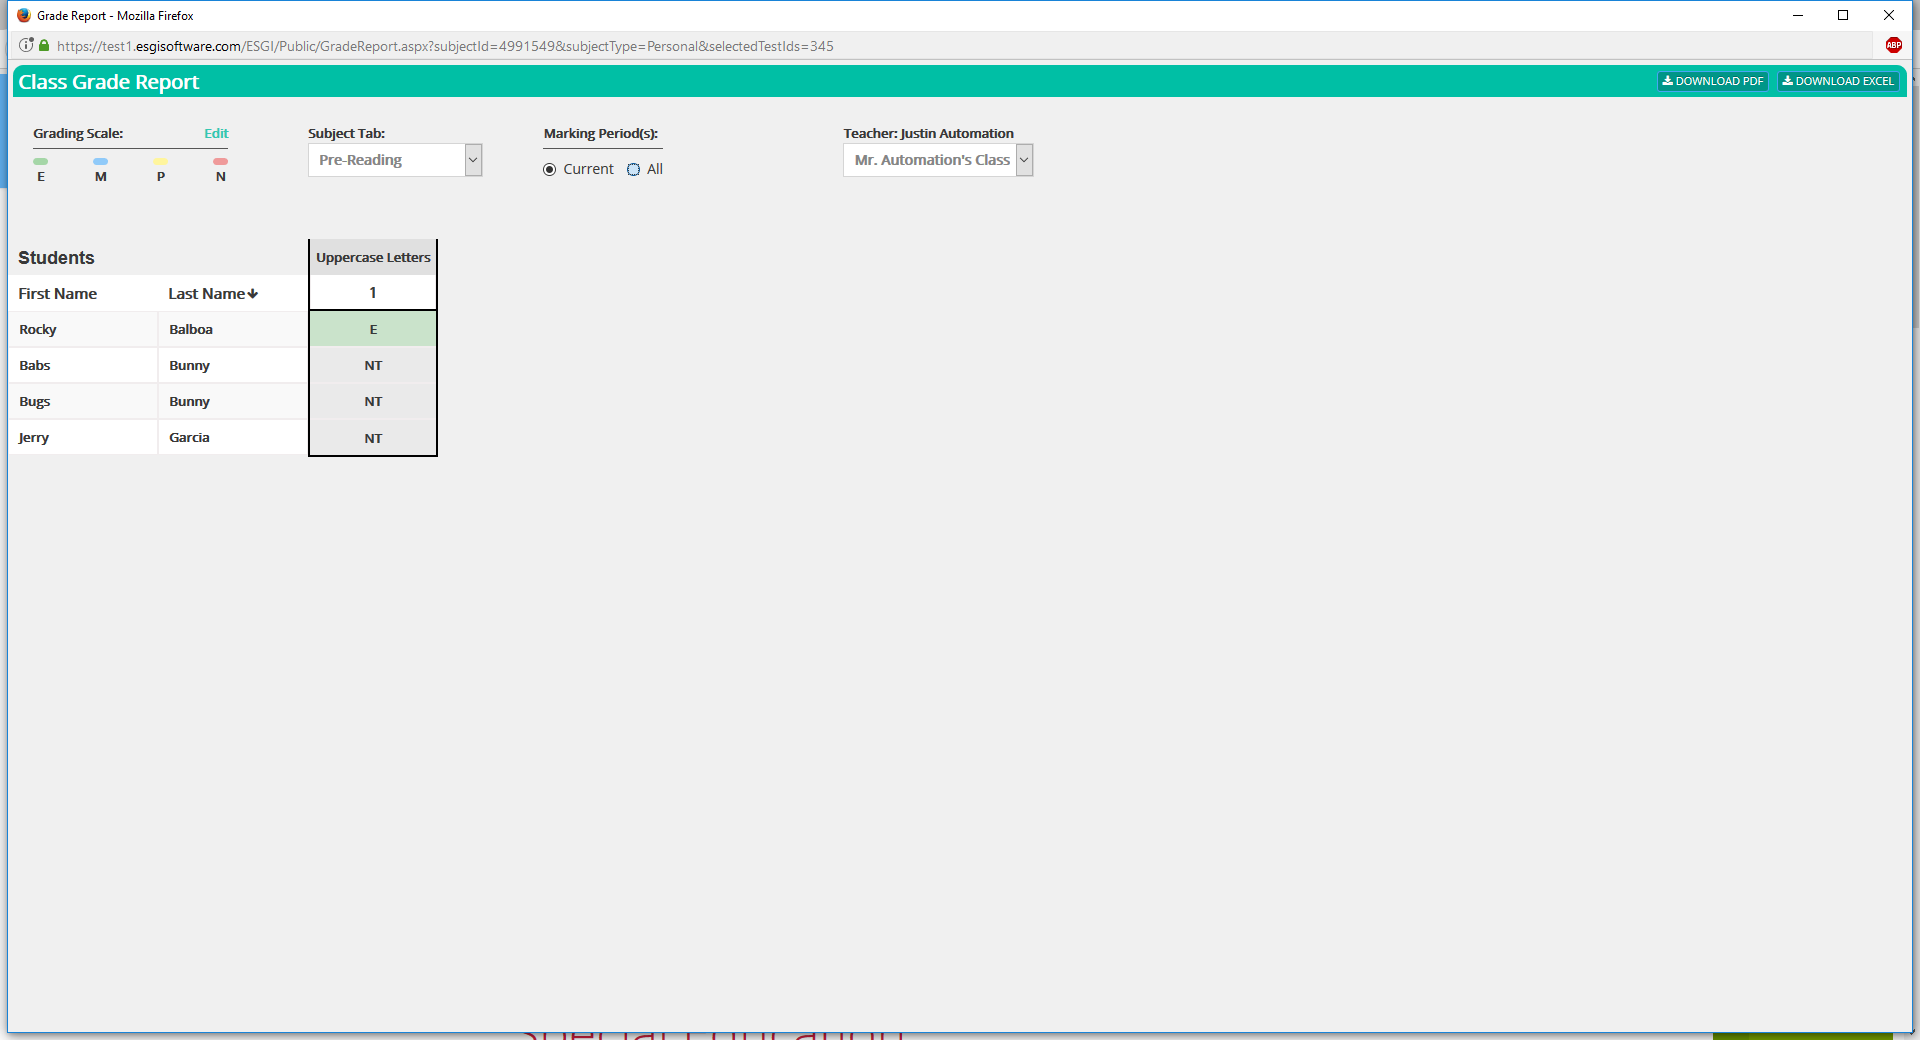 Grade Report - Mozilla Firefox
https://test1.esgisoftware.com/ESGI/Public/GradeReport.aspx?subjectId=4991549&subjectType=Personal&selectedTestIds=345
ABP
Class Grade Report
DOWNLOAD PDF DOWNLOAD EXCEL
Grading Scale: Edit Subject Tab: Marking Period(s): Teacher: Justin Automation
Pre-Reading Current All Mr. Automation's Class
E M P N
Students Uppercase Letters
First Name Last Name 1
Rocky Balboa E
Babs Bunny NT
Bugs Bunny NT
Jerry Garcia NT